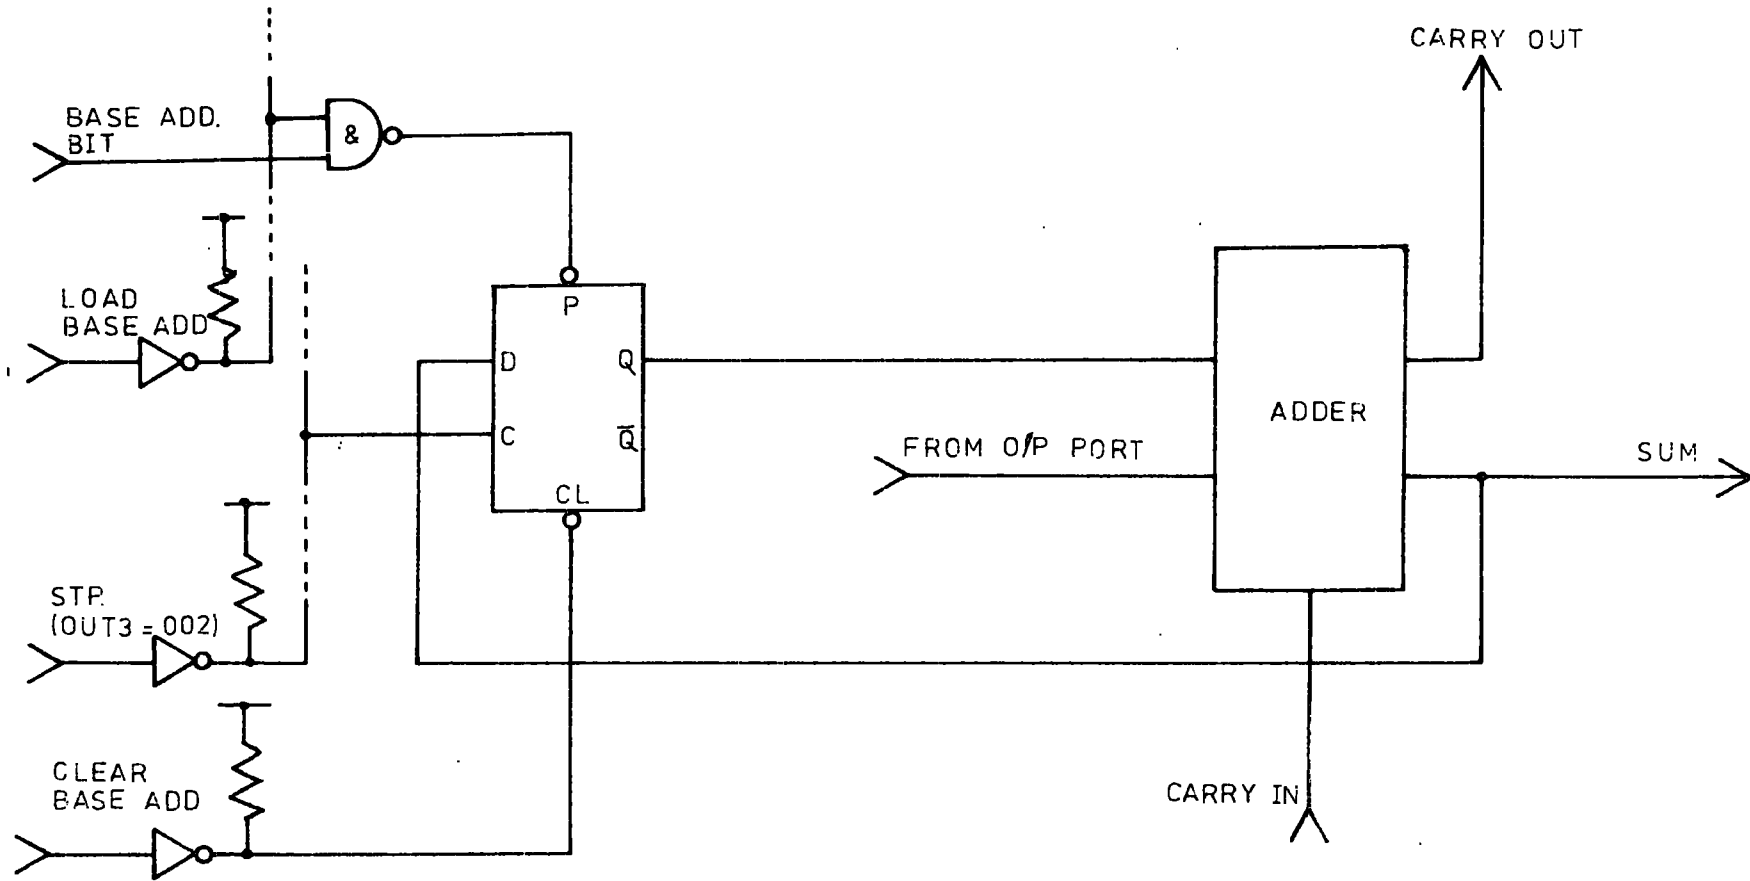 CARRY OUT
BASE ADD.
BIT
&
LOAD
BASE ADD
P
D
Q
C
Q̅
CL
ADDER
FROM O/P PORT
SUM
STP.
(OUT3 = 002)
CLEAR
BASE ADD
CARRY IN